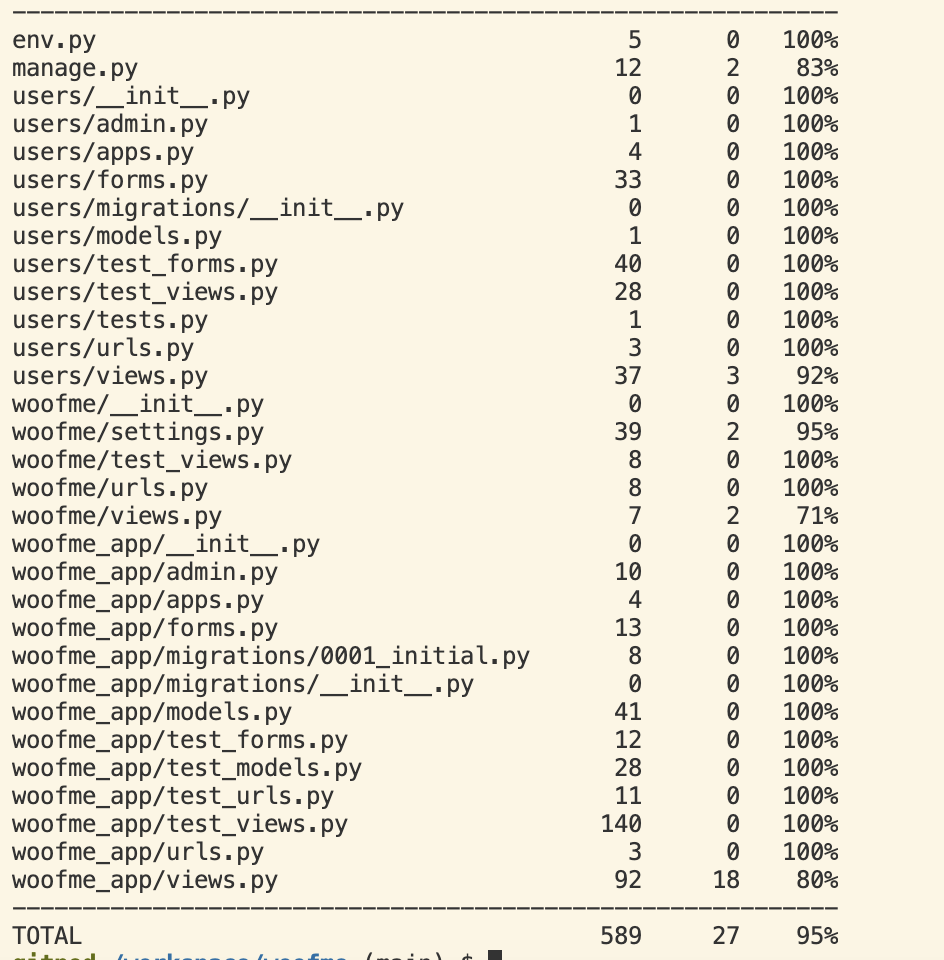 env.py 5 0 100%
manage.py 12 2 83%
users/__init__.py 0 0 100%
users/admin.py 1 0 100%
users/apps.py 4 0 100%
users/forms.py 33 0 100%
users/migrations/__init__.py 0 0 100%
users/models.py 1 0 100%
users/test_forms.py 40 0 100%
users/test_views.py 28 0 100%
users/tests.py 1 0 100%
users/urls.py 3 0 100%
users/views.py 37 3 92%
woofme/__init__.py 0 0 100%
woofme/settings.py 39 2 95%
woofme/test_views.py 8 0 100%
woofme/urls.py 8 0 100%
woofme/views.py 7 2 71%
woofme_app/__init__.py 0 0 100%
woofme_app/admin.py 10 0 100%
woofme_app/apps.py 4 0 100%
woofme_app/forms.py 13 0 100%
woofme_app/migrations/0001_initial.py 8 0 100%
woofme_app/migrations/__init__.py 0 0 100%
woofme_app/models.py 41 0 100%
woofme_app/test_forms.py 12 0 100%
woofme_app/test_models.py 28 0 100%
woofme_app/test_urls.py 11 0 100%
woofme_app/test_views.py 140 0 100%
woofme_app/urls.py 3 0 100%
woofme_app/views.py 92 18 80%
TOTAL 589 27 95%
gitpod /workspace/woofme (main) $